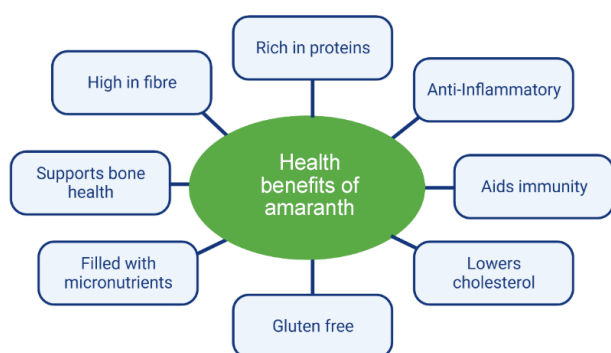 Rich in proteins
High in fibre
Anti-Inflammatory
Health
benefits of
amaranth
Supports bone
health
Aids immunity
Filled with
micronutrients
Lowers
cholesterol
Gluten free